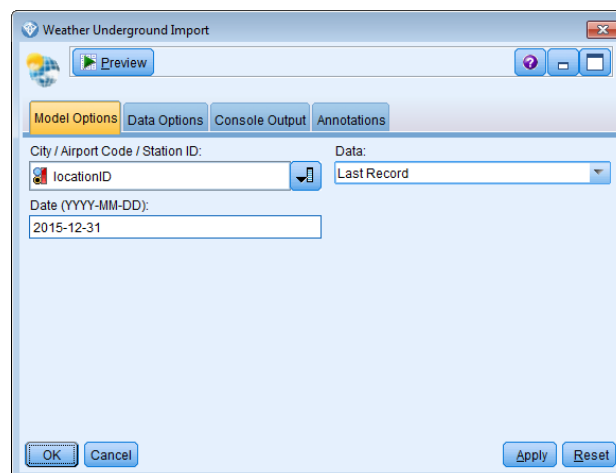 Weather Underground Import
Preview
Model Options Data Options Console Output Annotations
City / Airport Code / Station ID: Data:
locationID Last Record
Date (YYYY-MM-DD):
2015-12-31
OK Cancel Apply Reset